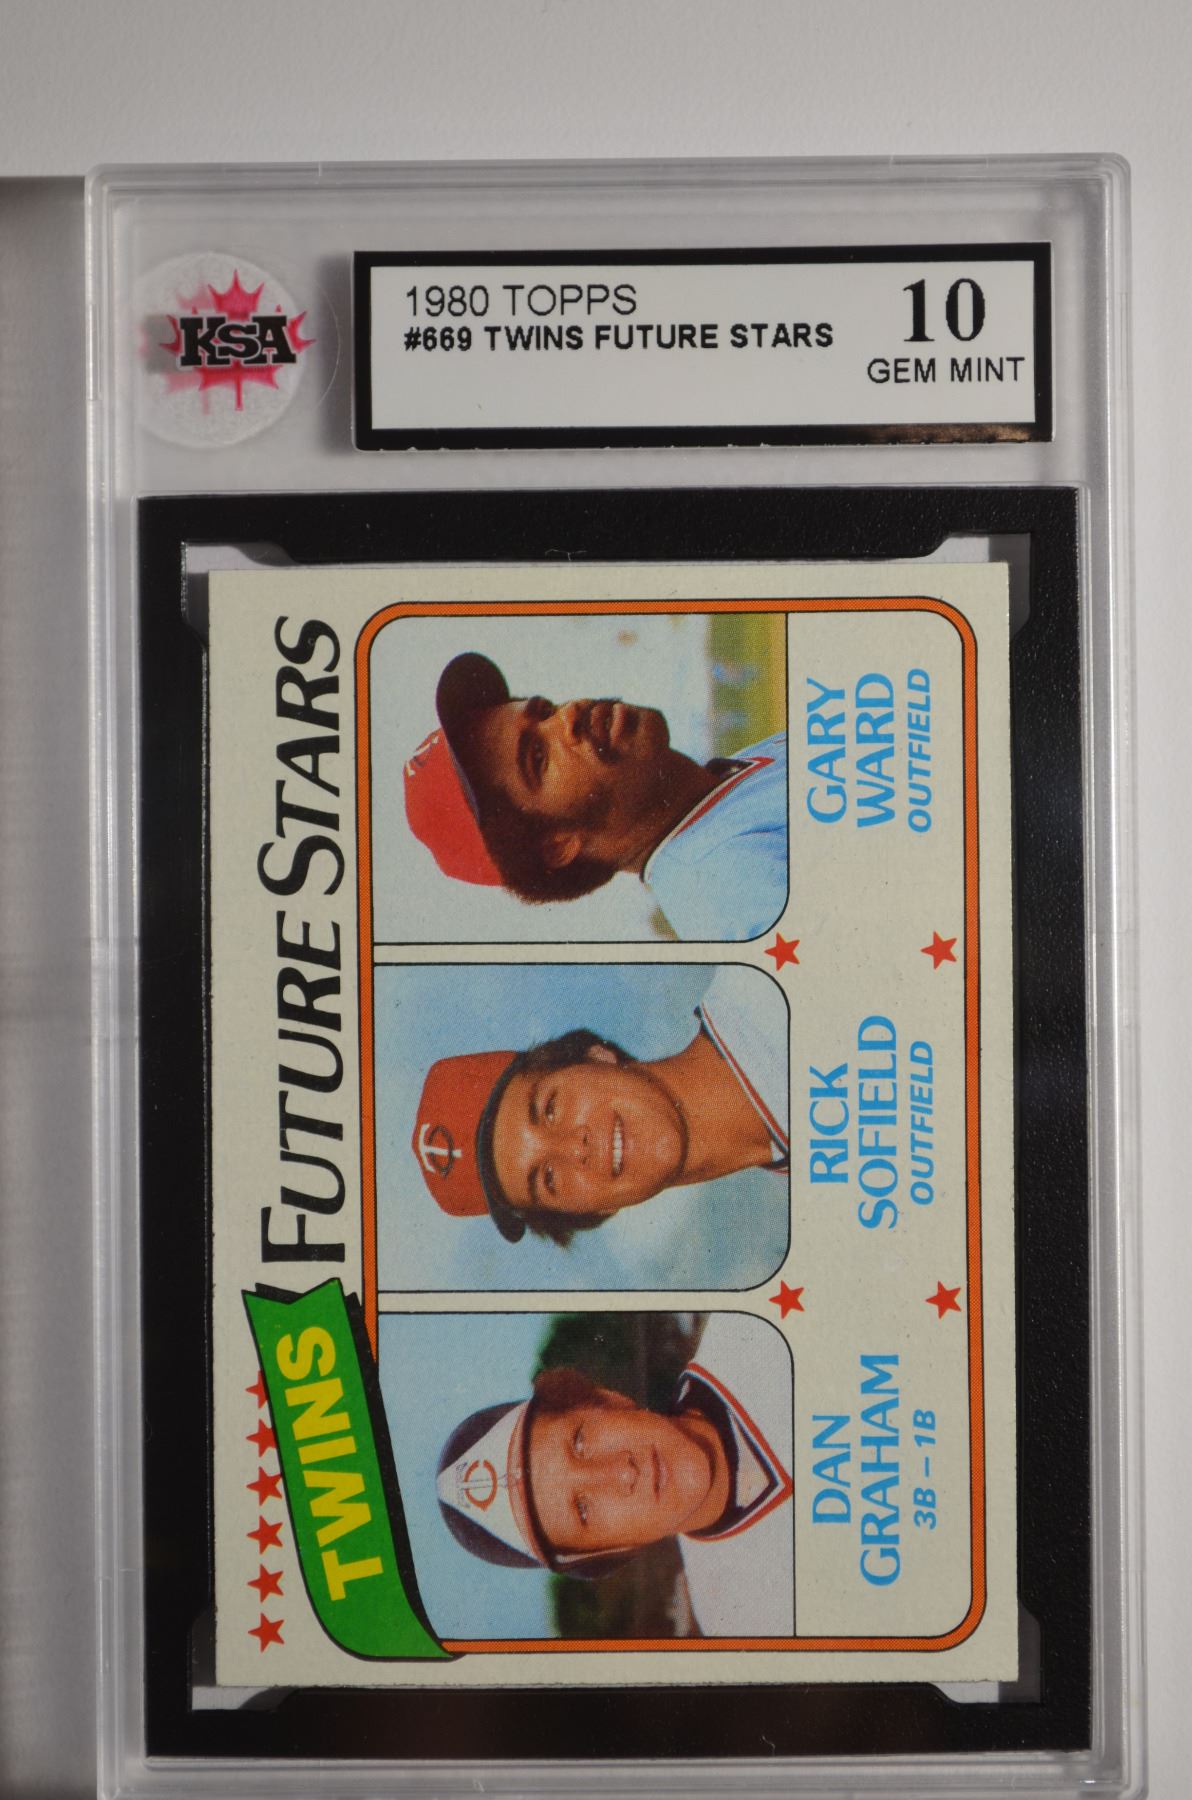 KSA
1980 TOPPS
#669 TWINS FUTURE STARS
10
GEM MINT
TWINS
FUTURE STARS
DAN
GRAHAM
3B – 1B
RICK
SOFIELD
OUTFIELD
GARY
WARD
OUTFIELD